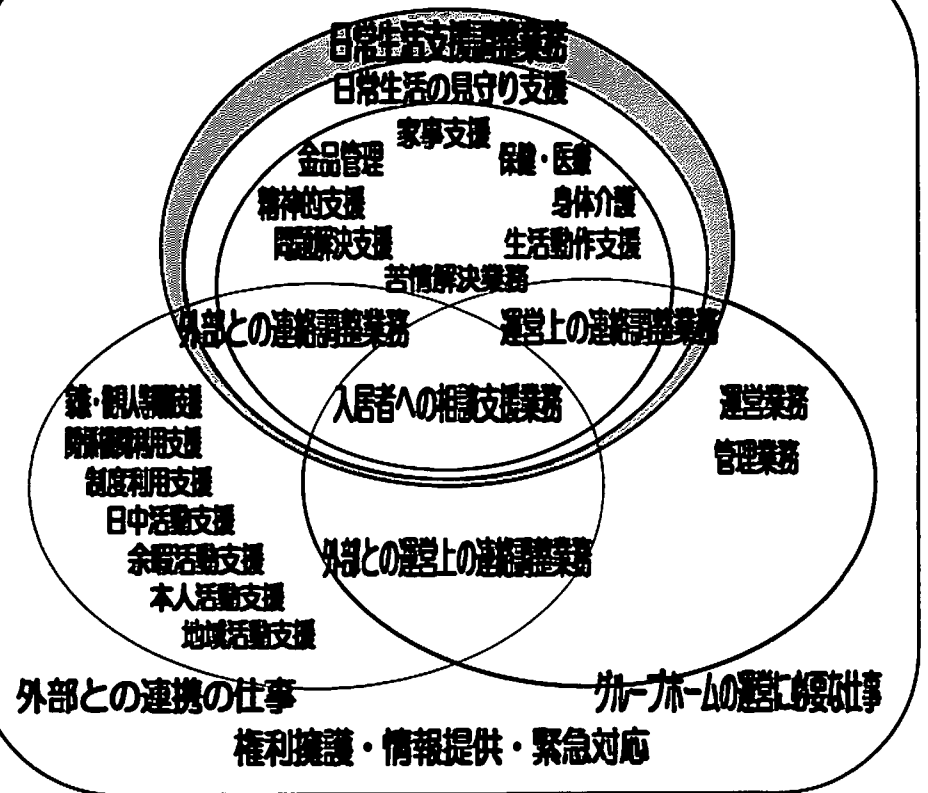 日常生活支援調整業務
日常生活の見守り支援
家事支援
金品管理
保健・医療
精神的支援
身体介護
問題解決支援
生活動作支援
苦情解決業務
外部との連絡調整業務
運営上の連絡調整業務
入居者への相談支援業務
運営業務
管理業務
関係機関利用支援
制度利用支援
日中活動支援
余暇活動支援
本人活動支援
地域活動支援
外部との運営上の連絡調整業務
外部との連携の仕事
グループホームの運営に必要な仕事
権利擁護・情報提供・緊急対応